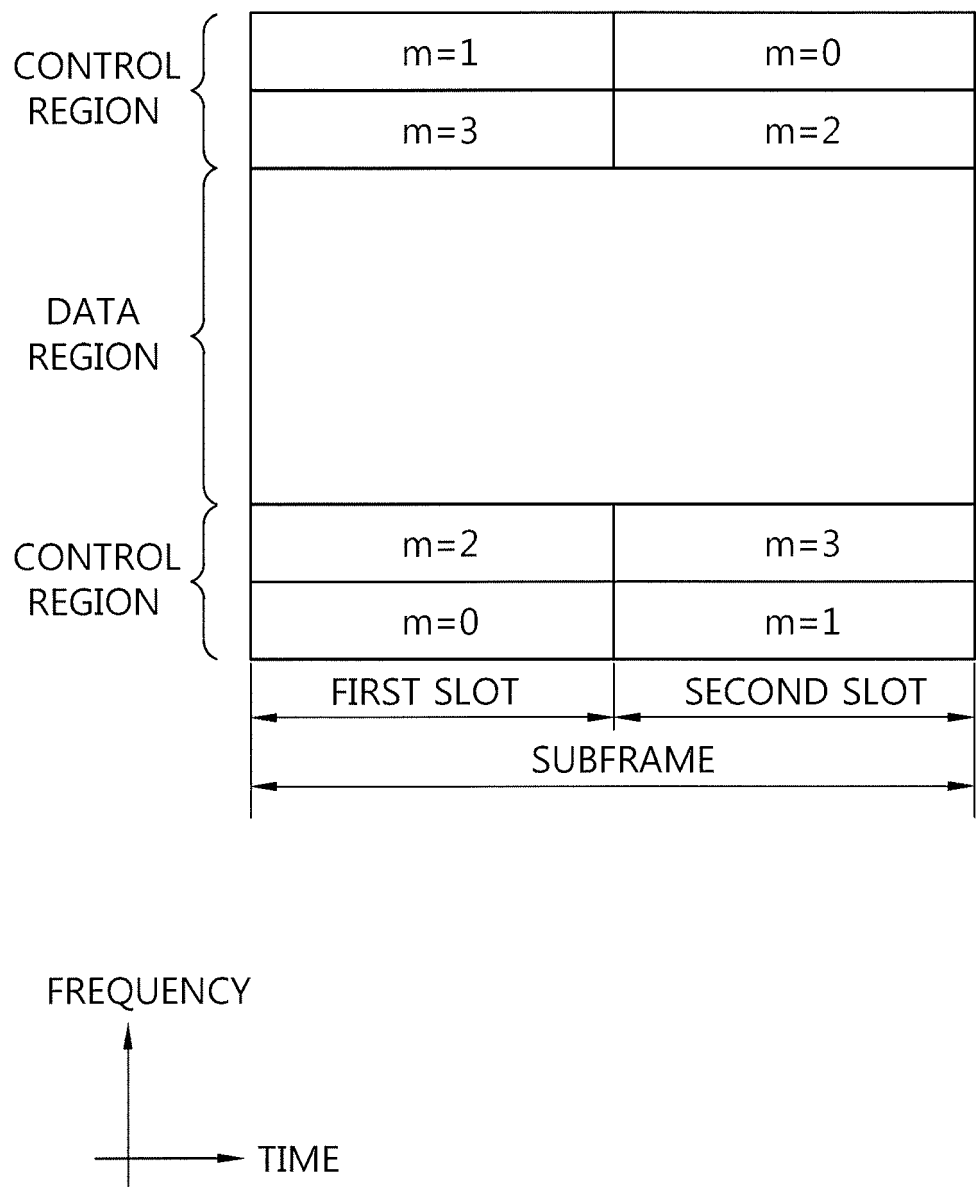 CONTROL
REGION
m=1
m=0
m=3
m=2
DATA
REGION
CONTROL
REGION
m=2
m=3
m=0
m=1
FIRST SLOT
SECOND SLOT
SUBFRAME
FREQUENCY
TIME